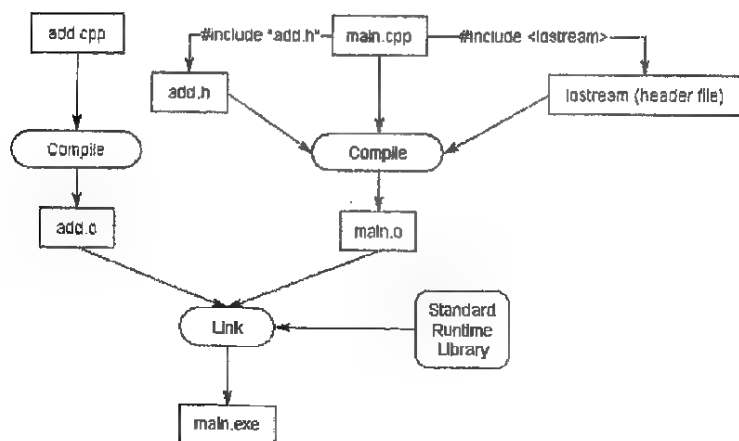 add.cpp
#include "add.h"
main.cpp
#include <iostream>
add.h
iostream (header file)
Compile
Compile
add.o
main.o
Link
Standard
Runtime
Library
main.exe